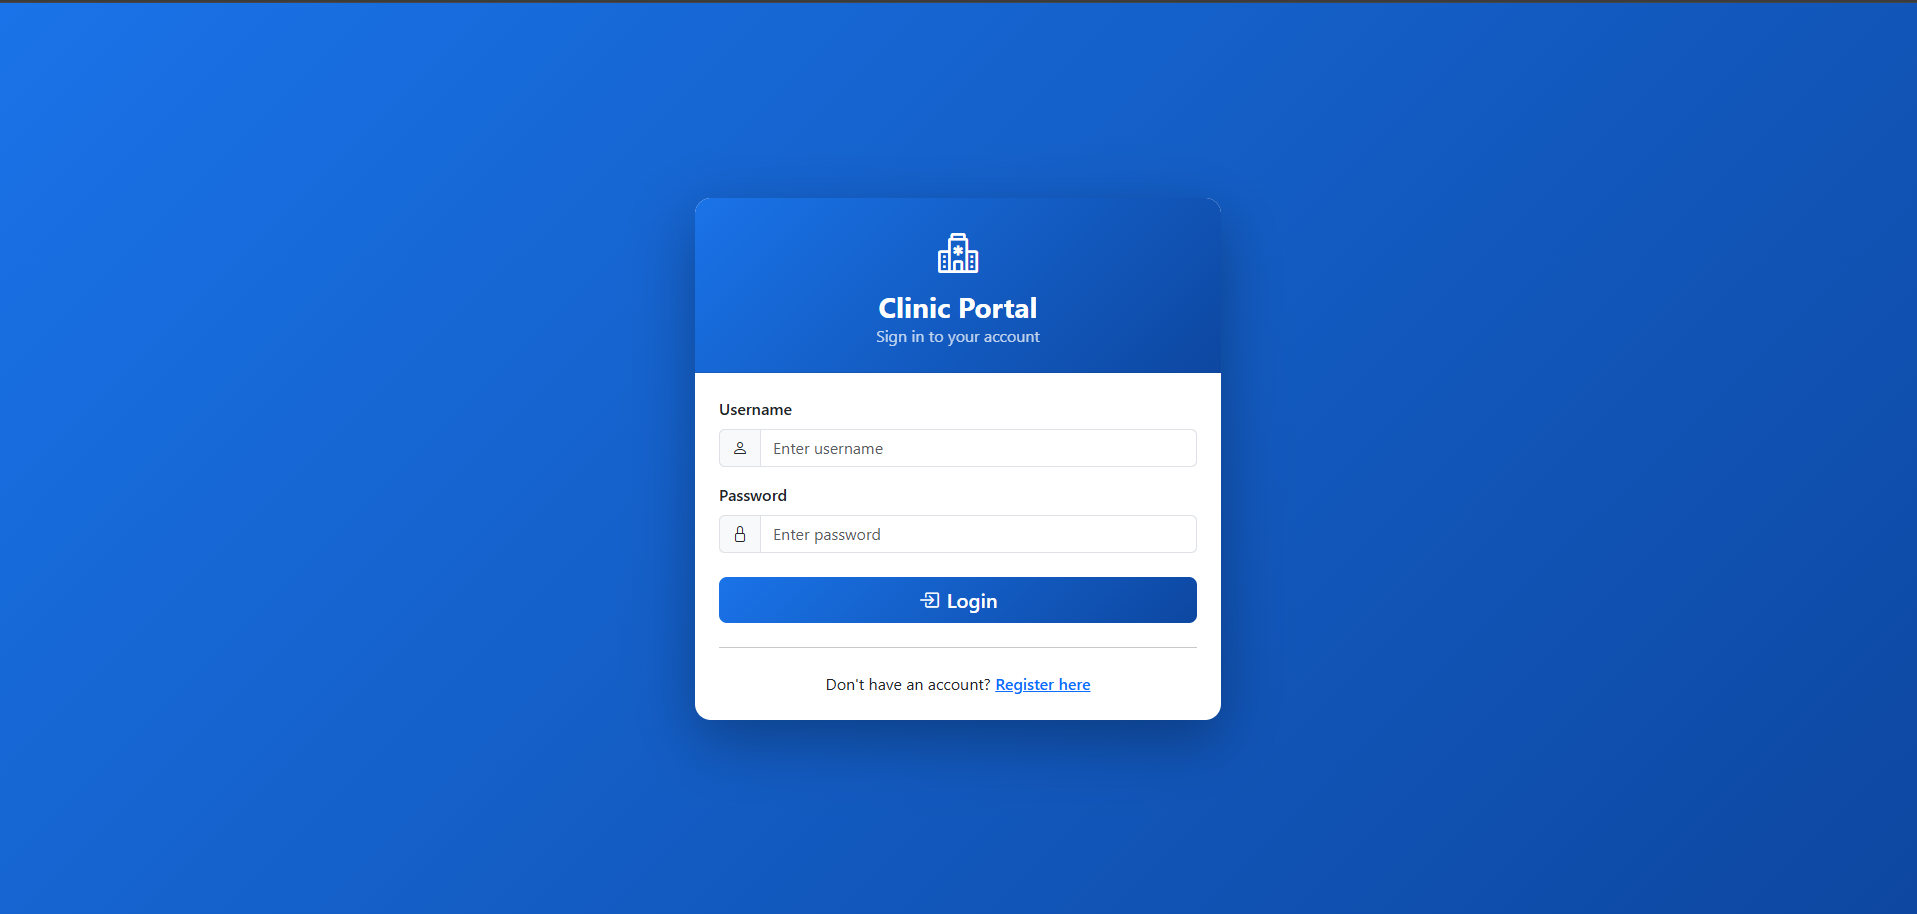 Clinic Portal
Sign in to your account
Username
Enter username
Password
Enter password
Login
Don't have an account? Register here